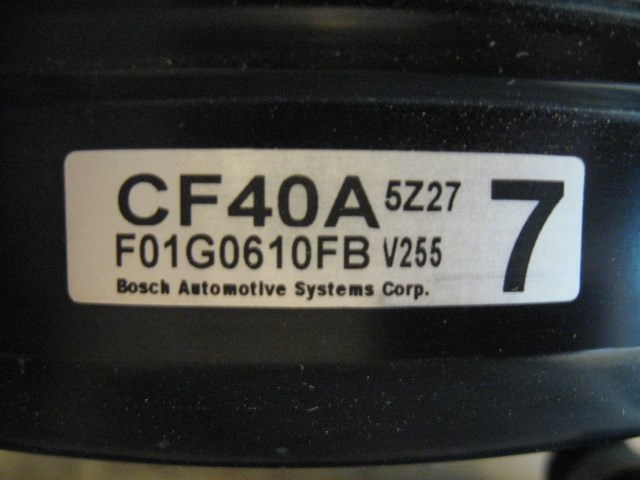 CF40A 5Z27 7
F01G0610FB V255
Bosch Automotive Systems Corp.